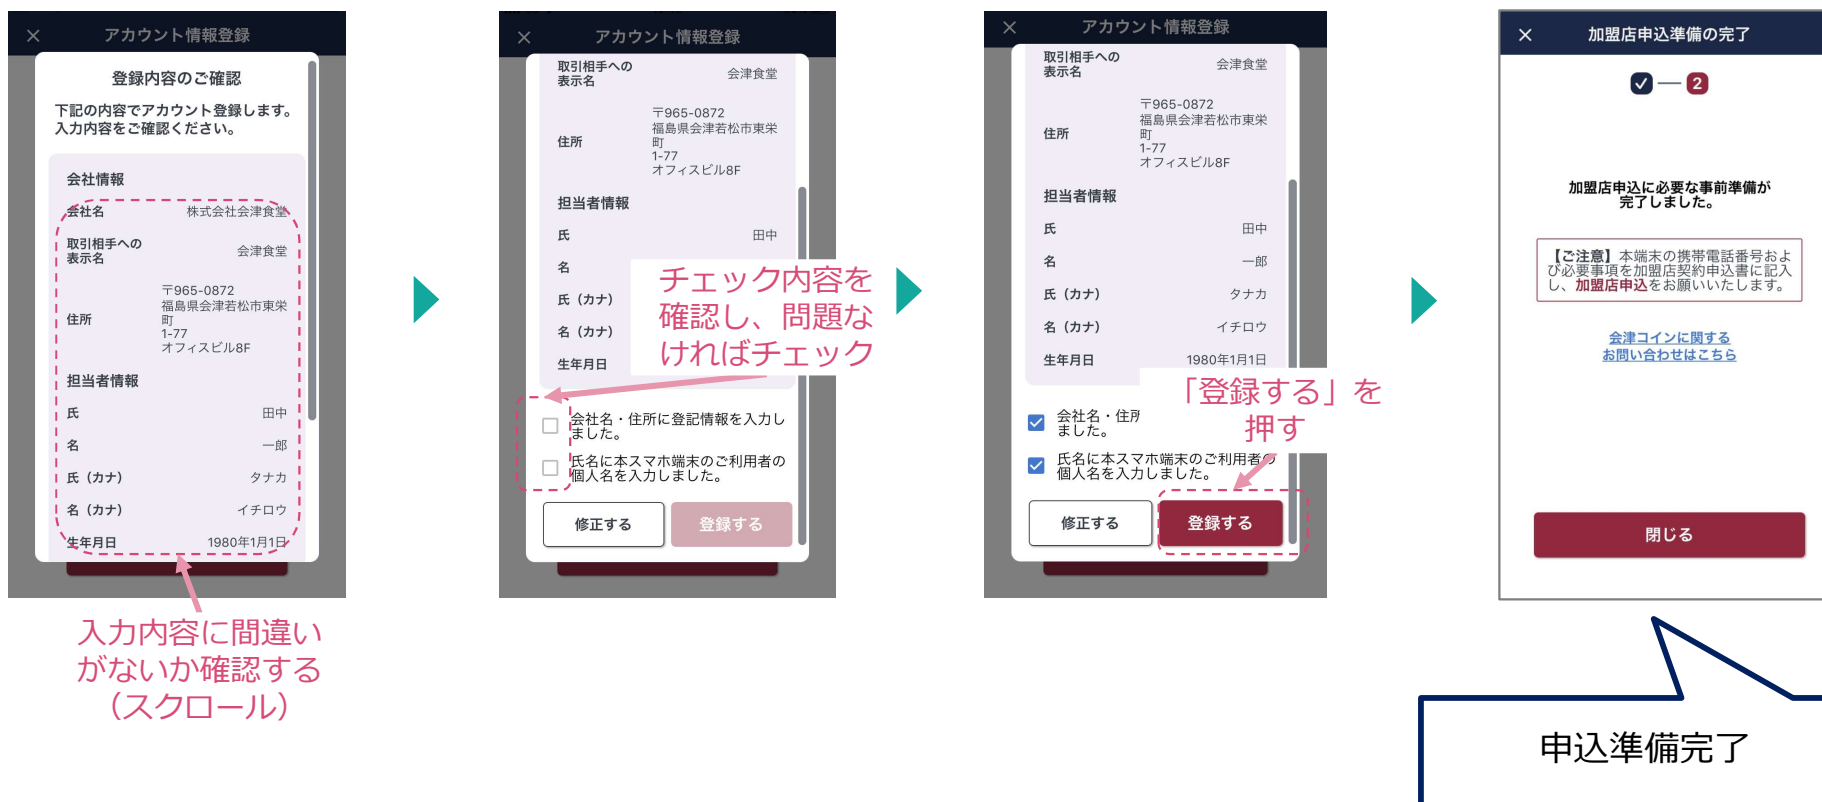 アカウント情報登録
登録内容のご確認
下記の内容でアカウント登録します。
入力内容をご確認ください。
会社情報
会社名 株式会社会津食堂
取引相手への
表示名
会津食堂
住所
〒965-0872
福島県会津若松市東栄
町
1-77
オフィスビル8F
担当者情報
氏 田中
名 一郎
氏（カナ） タナカ
名（カナ） イチロウ
生年月日 1980年1月1日
入力内容に間違い
がないか確認する
（スクロール）
アカウント情報登録
取引相手への
表示名
会津食堂
住所
〒965-0872
福島県会津若松市東栄
町
1-77
オフィスビル8F
担当者情報
氏 田中
名
氏（カナ）
名（カナ）
生年月日
チェック内容を
確認し、問題な
ければチェック
会社名・住所に登記情報を入力し
ました。
氏名に本スマホ端末のご利用者の
個人名を入力しました。
修正する 登録する
アカウント情報登録
取引相手への
表示名
会津食堂
住所
〒965-0872
福島県会津若松市東栄
町
1-77
オフィスビル8F
担当者情報
氏 田中
名 一郎
氏（カナ） タナカ
名（カナ） イチロウ
生年月日 1980年1月1日
「登録する」を
押す
会社名・住所
ました。
氏名に本スマホ端末のご利用者の
個人名を入力しました。
修正する 登録する
加盟店申込準備の完了
2
加盟店申込に必要な事前準備が
完了しました。
【ご注意】本端末の携帯電話番号およ
び必要事項を加盟店契約申込書に記入
し、加盟店申込をお願いいたします。
会津コインに関する
お問い合わせはこちら
閉じる
申込準備完了